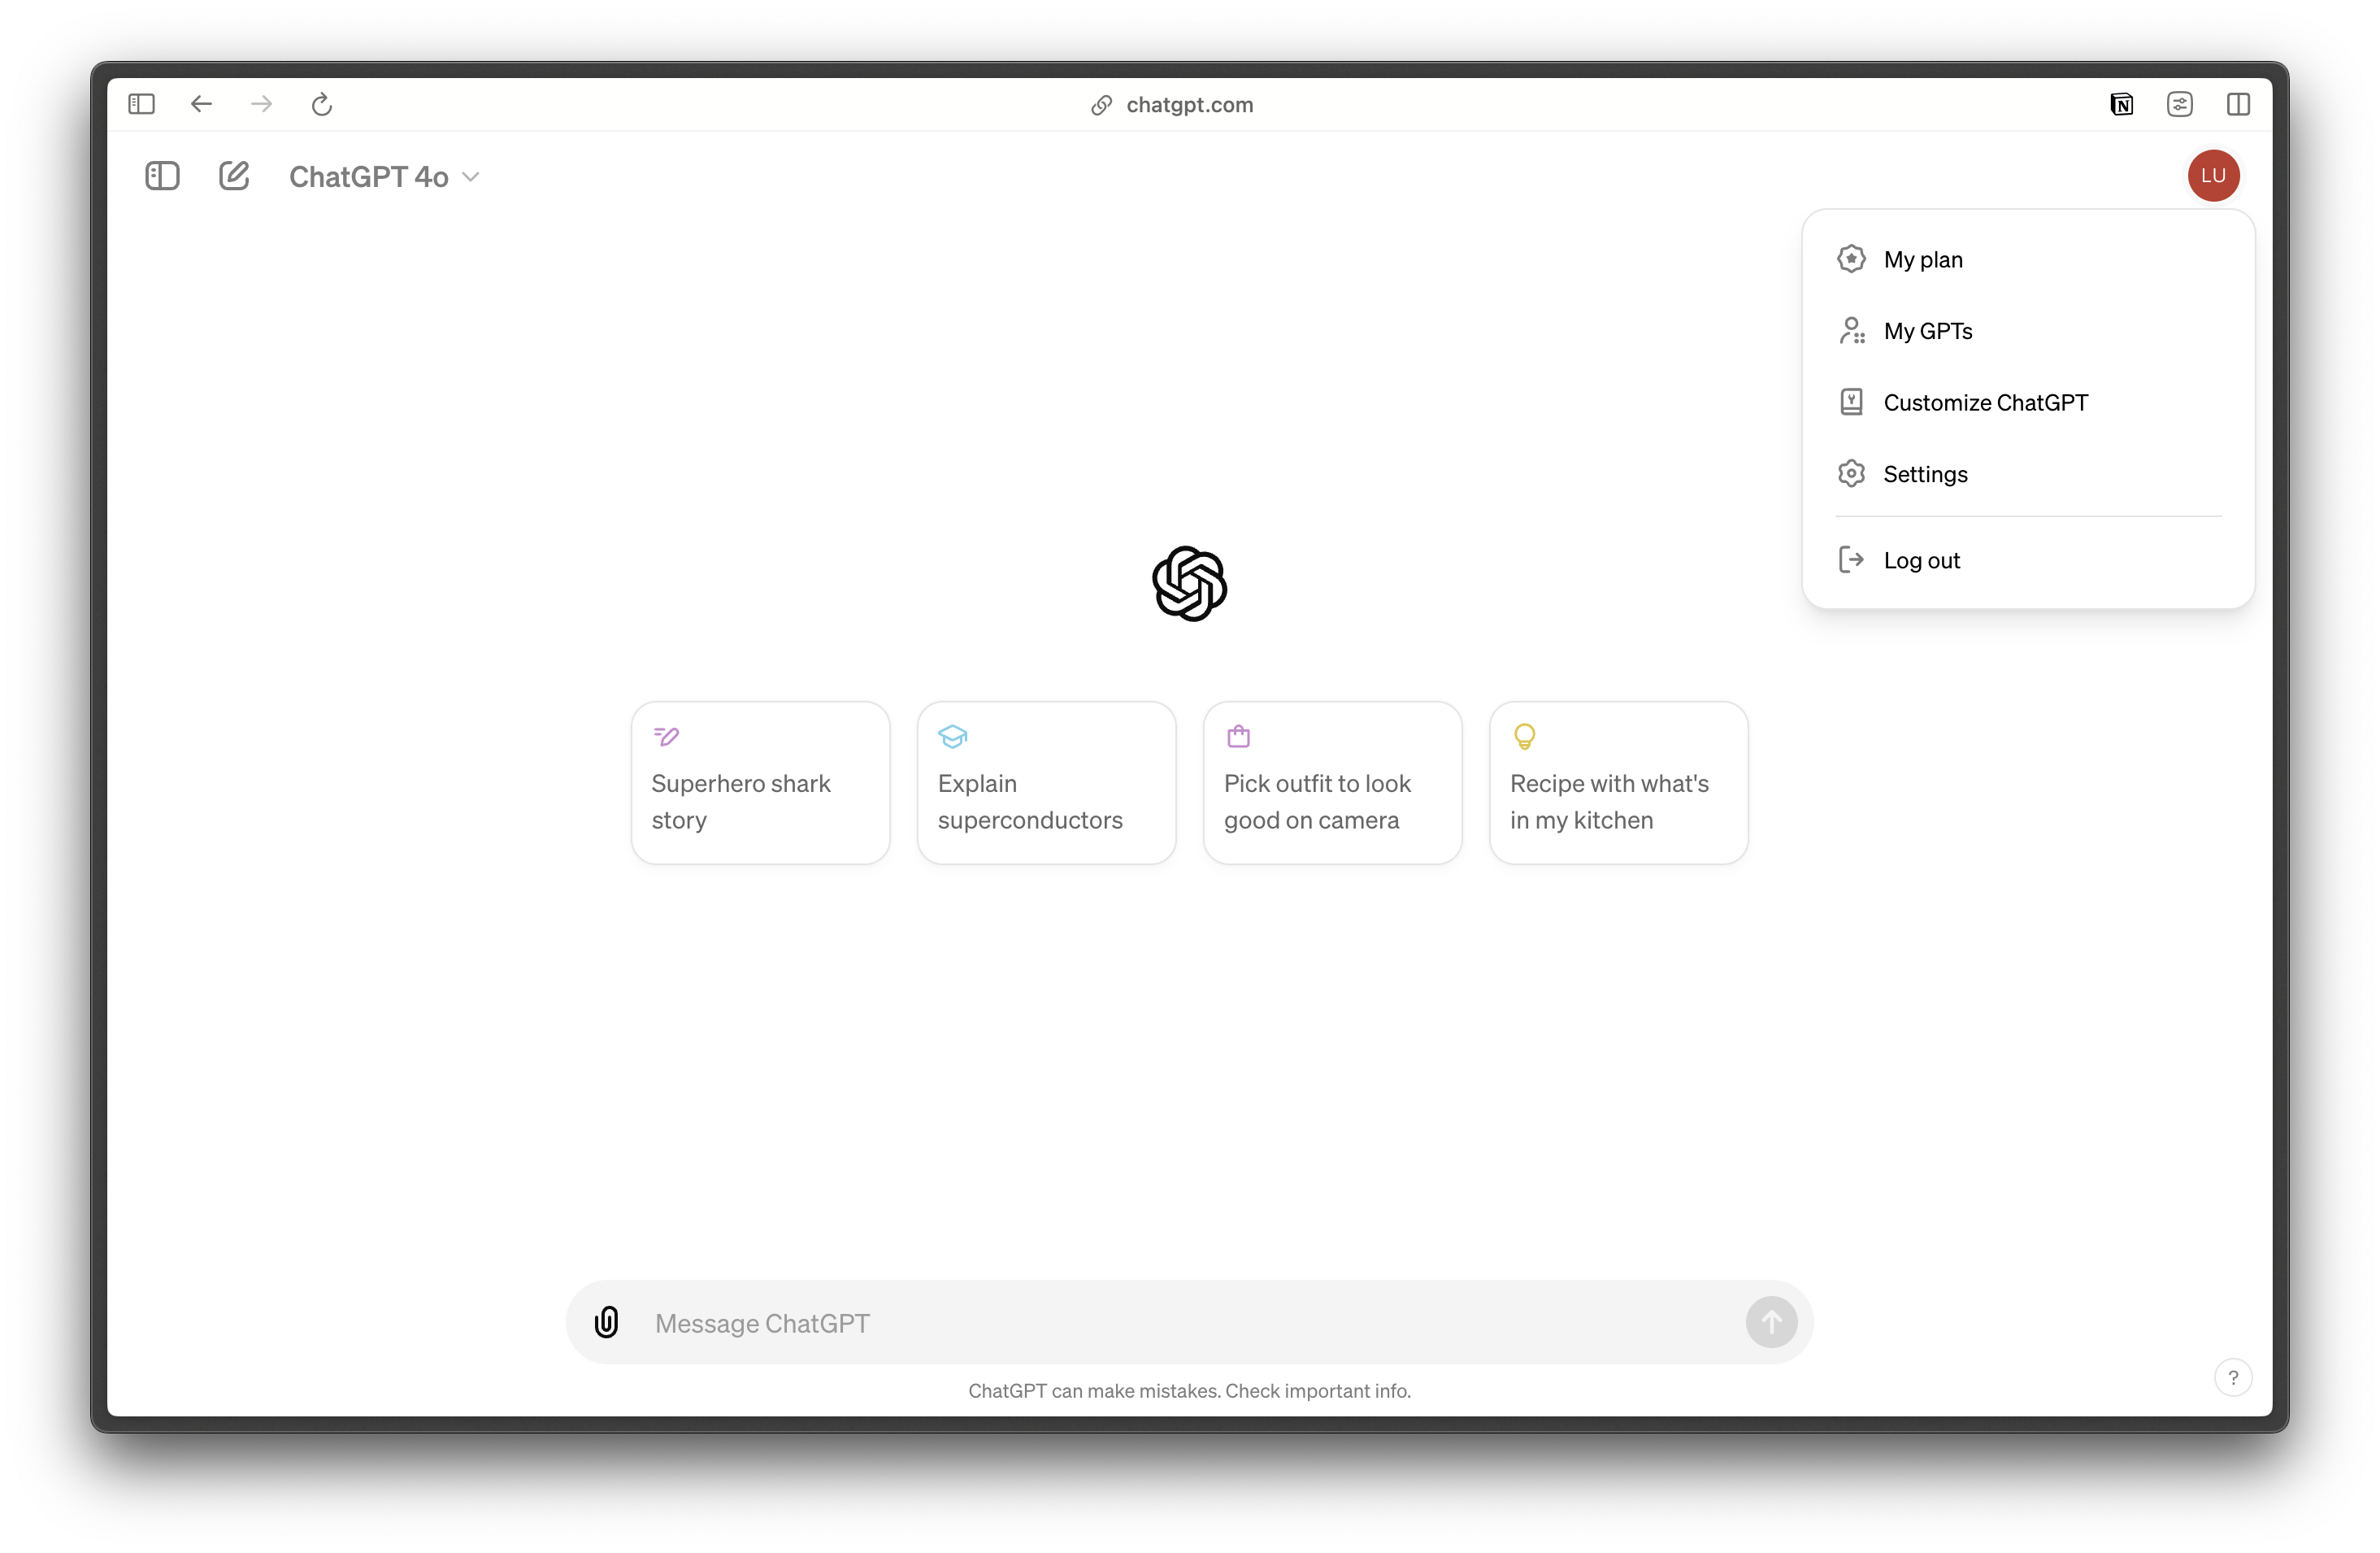 chatgpt.com
ChatGPT 4o
LU
My plan
My GPTs
Customize ChatGPT
Settings
Log out
Superhero shark
story
Explain
superconductors
Pick outfit to look
good on camera
Recipe with what's
in my kitchen
Message ChatGPT
ChatGPT can make mistakes. Check important info.
?